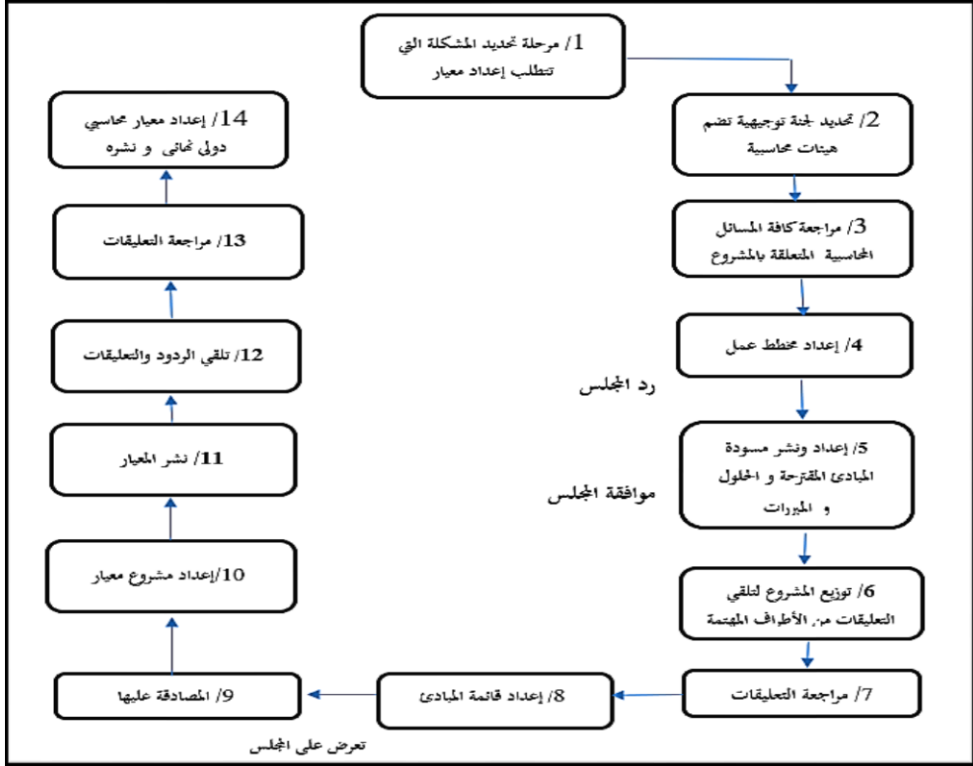 1/ مرحلة تحديد المشكلة التي
تتطلب إعداد معيار
2/ تحديد لجنة توجيهية تضم
هيئات محاسبية
3/ مراجعة كافة المسائل
المحاسبية المتعلقة بالمشروع
4/ إعداد مخطط عمل
رد المجلس
5/ إعداد ونشر مسودة
المبادئ المقترحة و الحلول
و المبررات
موافقة المجلس
6/ توزيع المشروع لتلقي
التعليقات من الأطراف المهتمة
7/ مراجعة التعليقات
8/ إعداد قائمة المبادئ
تعرض على المجلس
9/ المصادقة عليها
10/إعداد مشروع معيار
11/ نشر المعيار
12/ تلقي الردود والتعليقات
13/ مراجعة التعليقات
14/ إعداد معيار محاسبي
دولي نهائي و نشره